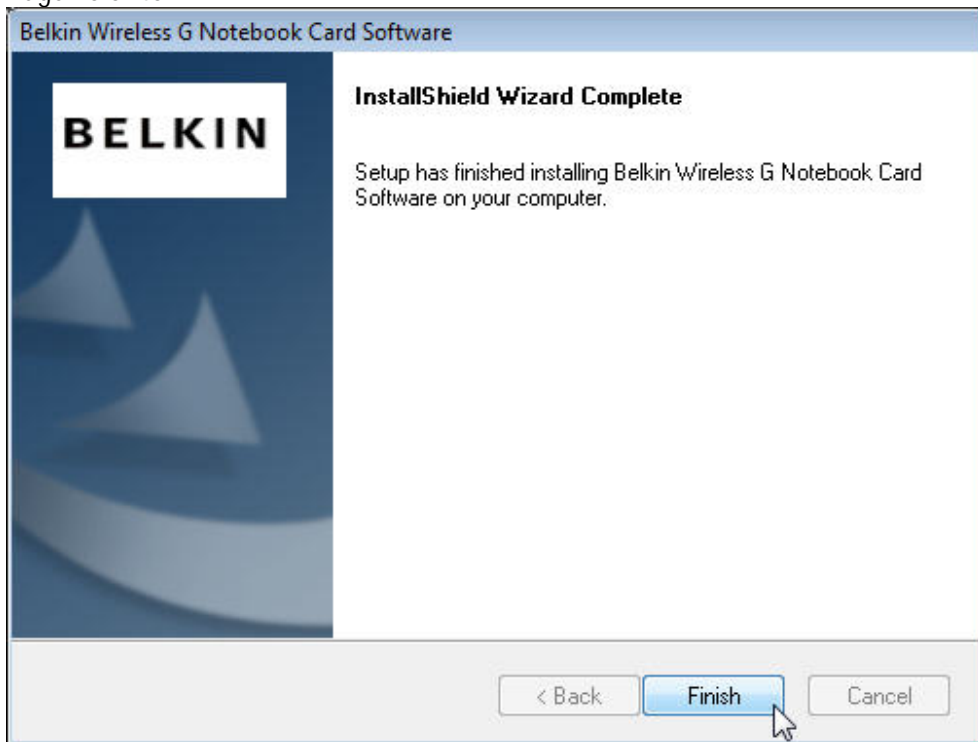 Belkin Wireless G Notebook Card Software
BELKIN
InstallShield Wizard Complete
Setup has finished installing Belkin Wireless G Notebook Card
Software on your computer.
< Back
Finish
Cancel